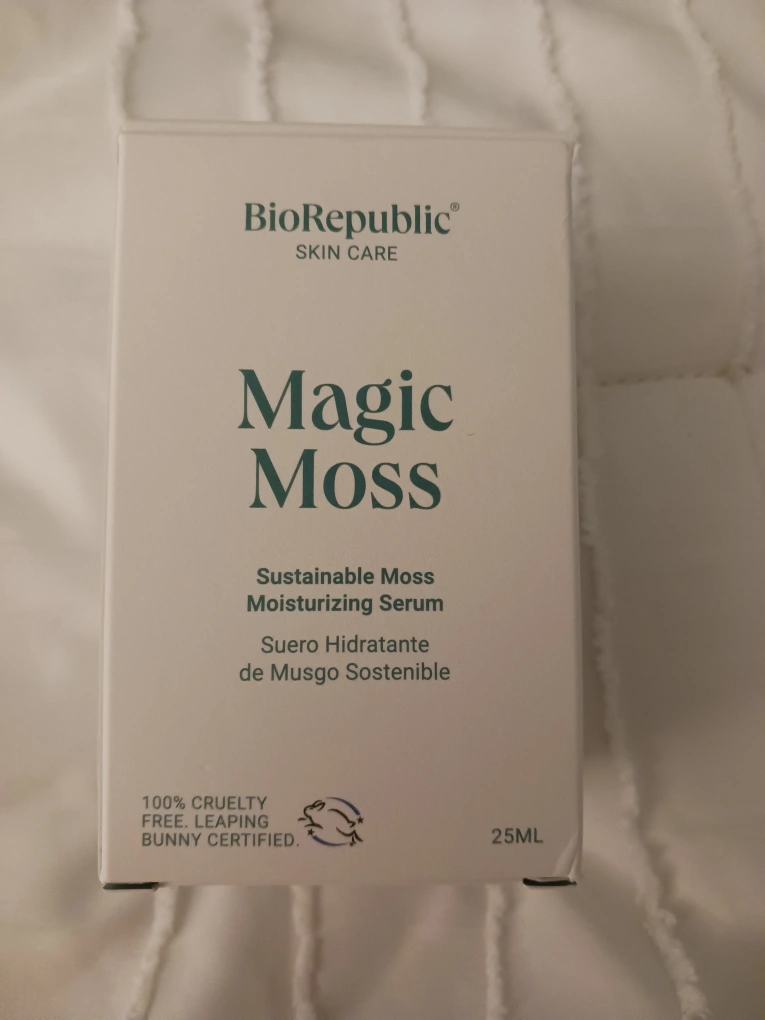 BioRepublic®
SKIN CARE
Magic
Moss
Sustainable Moss
Moisturizing Serum
Suero Hidratante
de Musgo Sostenible
100% CRUELTY
FREE. LEAPING
BUNNY CERTIFIED.
25ML